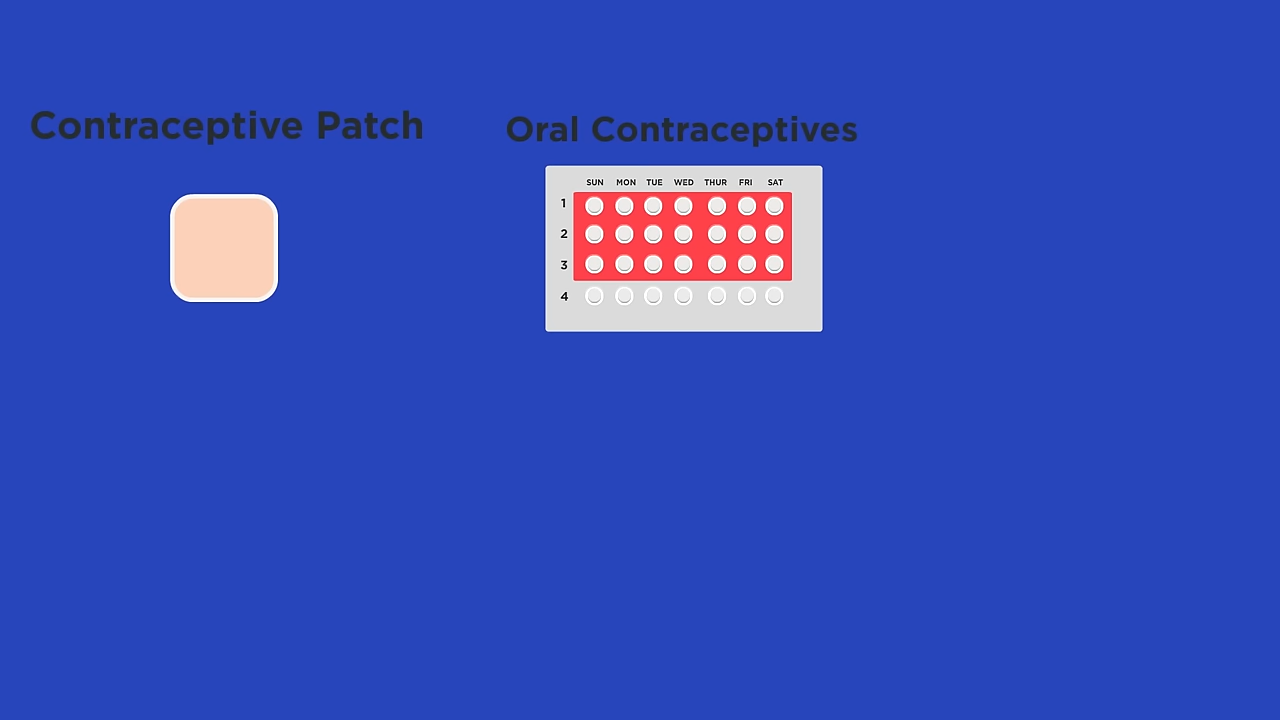 Contraceptive Patch
Oral Contraceptives
SUN MON TUE WED THUR FRI SAT
1
2
3
4